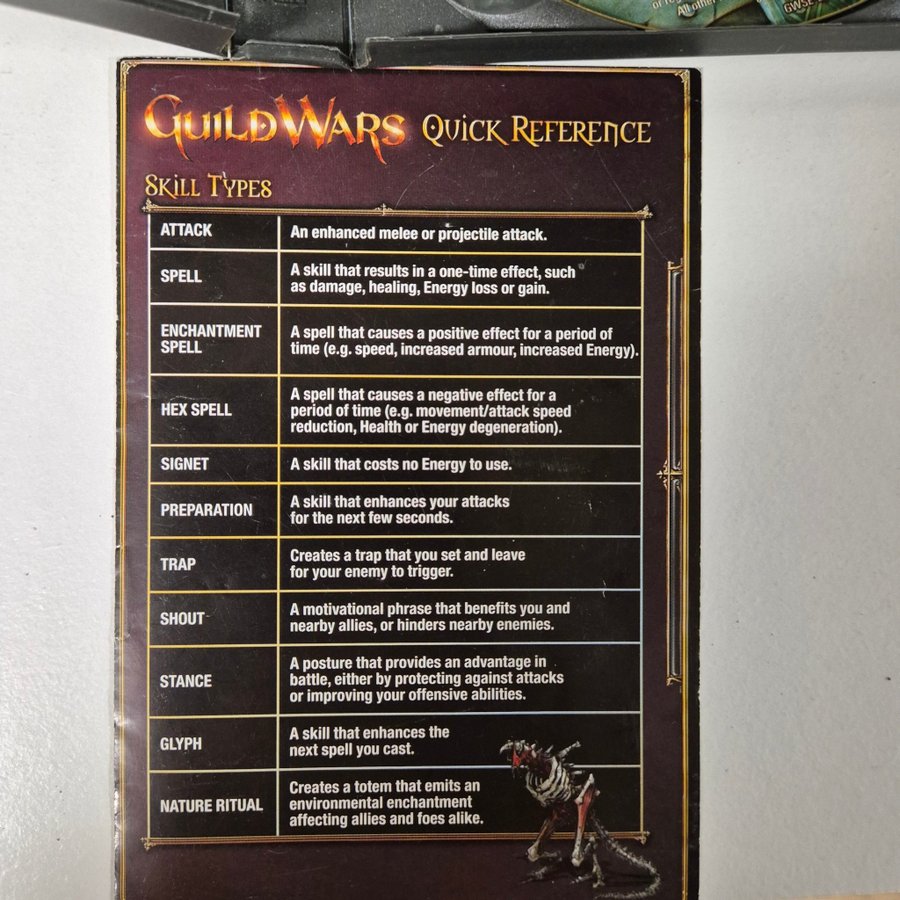 or reg
All other
GWSE
GUILD WARS QUICK REFERENCE
SKILL TYPES
ATTACK
An enhanced melee or projectile attack.
SPELL
A skill that results in a one-time effect, such
as damage, healing, Energy loss or gain.
ENCHANTMENT
SPELL
A spell that causes a positive effect for a period of
time (e.g. speed, increased armour, increased Energy).
HEX SPELL
A spell that causes a negative effect for a
period of time (e.g. movement/attack speed
reduction, Health or Energy degeneration).
SIGNET
A skill that costs no Energy to use.
PREPARATION
A skill that enhances your attacks
for the next few seconds.
TRAP
Creates a trap that you set and leave
for your enemy to trigger.
SHOUT
A motivational phrase that benefits you and
nearby allies, or hinders nearby enemies.
STANCE
A posture that provides an advantage in
battle, either by protecting against attacks
or improving your offensive abilities.
GLYPH
A skill that enhances the
next spell you cast.
NATURE RITUAL
Creates a totem that emits an
environmental enchantment
affecting allies and foes alike.